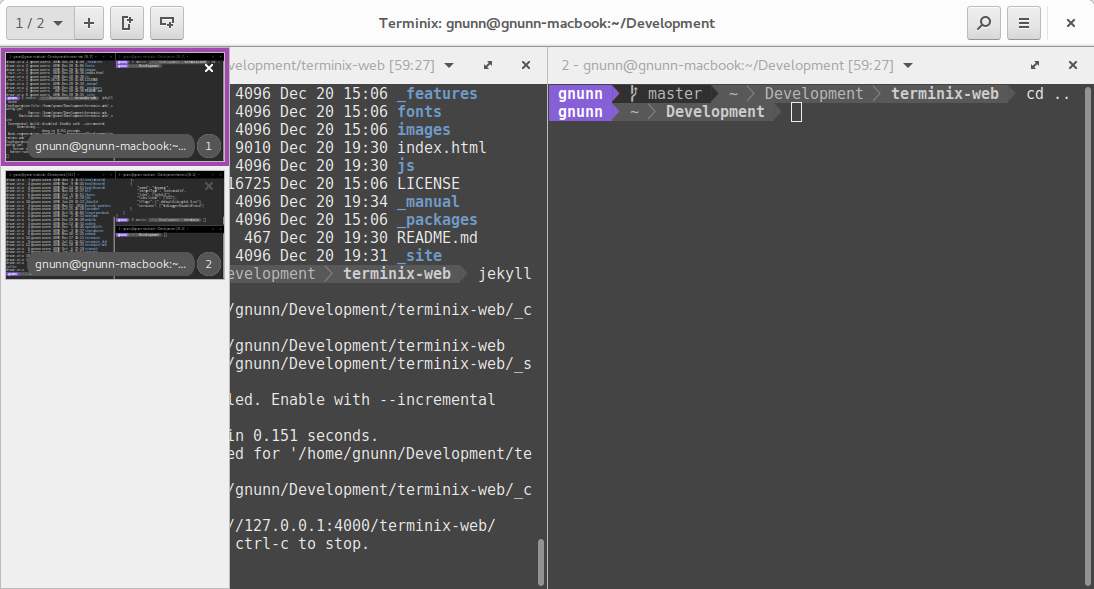 1 / 2
Terminix: gnunn@gnunn-macbook:~/Development
velopment/terminix-web [59:27]
2 - gnunn@gnunn-macbook:~/Development [59:27]
gnunn@gnunn-macbook:~... 1
gnunn@gnunn-macbook:~... 2
4096 Dec 20 15:06 _features
4096 Dec 20 15:06 fonts
4096 Dec 20 15:06 images
9010 Dec 20 19:30 index.html
4096 Dec 20 19:30 js
16725 Dec 20 15:06 LICENSE
4096 Dec 20 19:34 _manual
4096 Dec 20 15:06 _packages
467 Dec 20 19:30 README.md
4096 Dec 20 19:31 _site
evelopment terminix-web jekyll
/gnunn/Development/terminix-web/_c
/gnunn/Development/terminix-web
/gnunn/Development/terminix-web/_s
led. Enable with --incremental
in 0.151 seconds.
ed for '/home/gnunn/Development/te
/gnunn/Development/terminix-web/_c
//127.0.0.1:4000/terminix-web/
ctrl-c to stop.
gnunn master ~ Development terminix-web cd ..
gnunn ~ Development